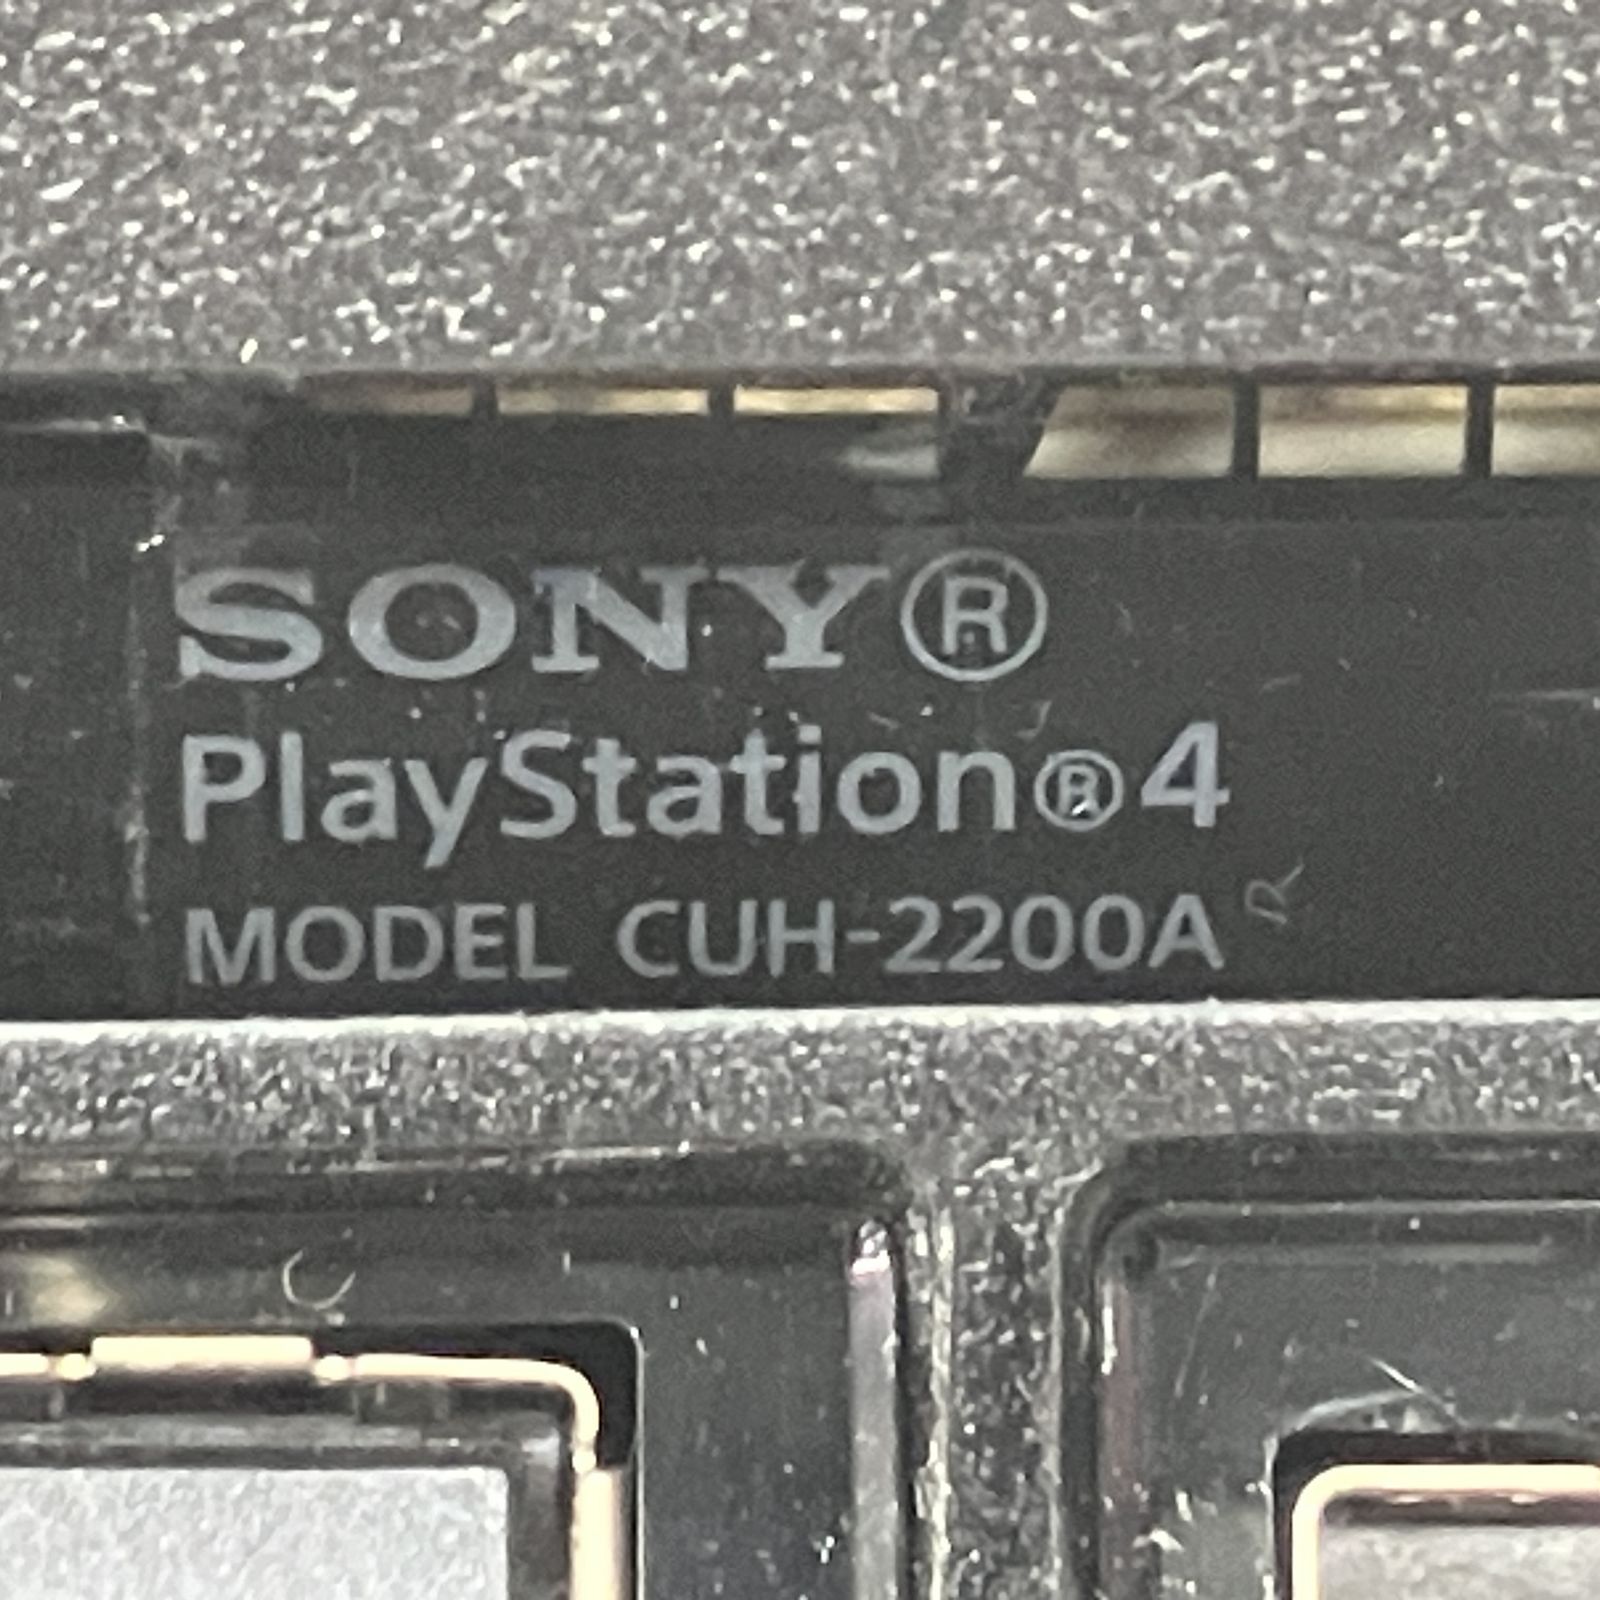 SONY®
PlayStation®4
MODEL CUH-2200A